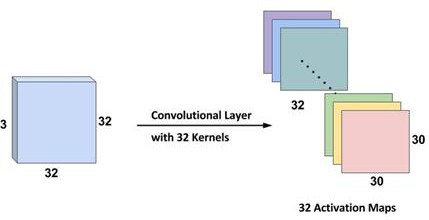 3
32
32
Convolutional Layer
with 32 Kernels
32
30
30
32 Activation Maps